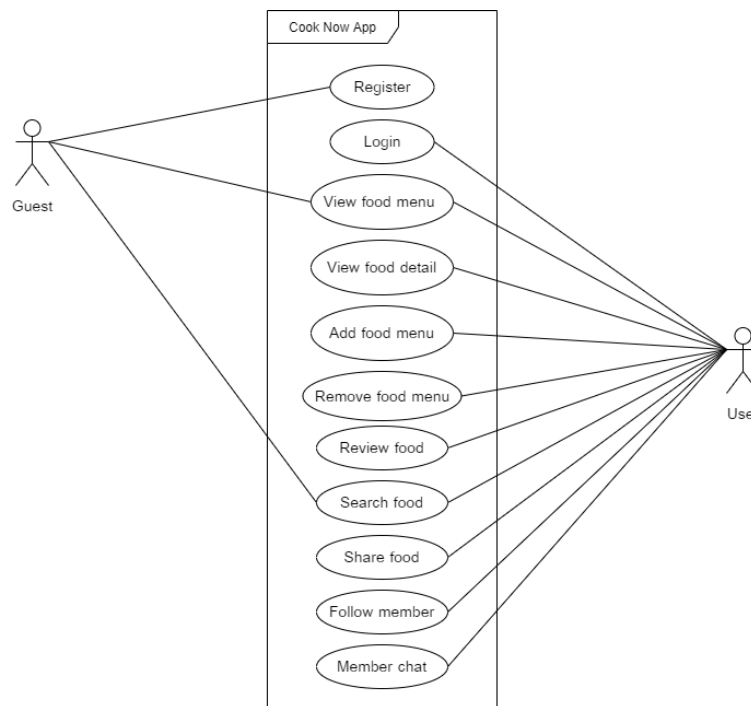 Cook Now App
Register
Login
Guest
View food menu
View food detail
Add food menu
Remove food menu
Use
Review food
Search food
Share food
Follow member
Member chat